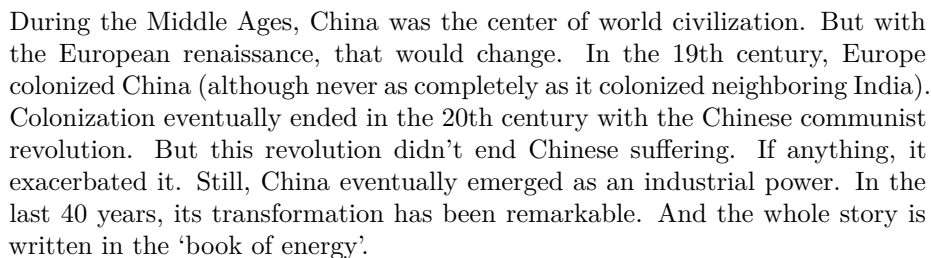 During the Middle Ages, China was the center of world civilization. But with
the European renaissance, that would change. In the 19th century, Europe
colonized China (although never as completely as it colonized neighboring India).
Colonization eventually ended in the 20th century with the Chinese communist
revolution. But this revolution didn't end Chinese suffering. If anything, it
exacerbated it. Still, China eventually emerged as an industrial power. In the
last 40 years, its transformation has been remarkable. And the whole story is
written in the ‘book of energy’.